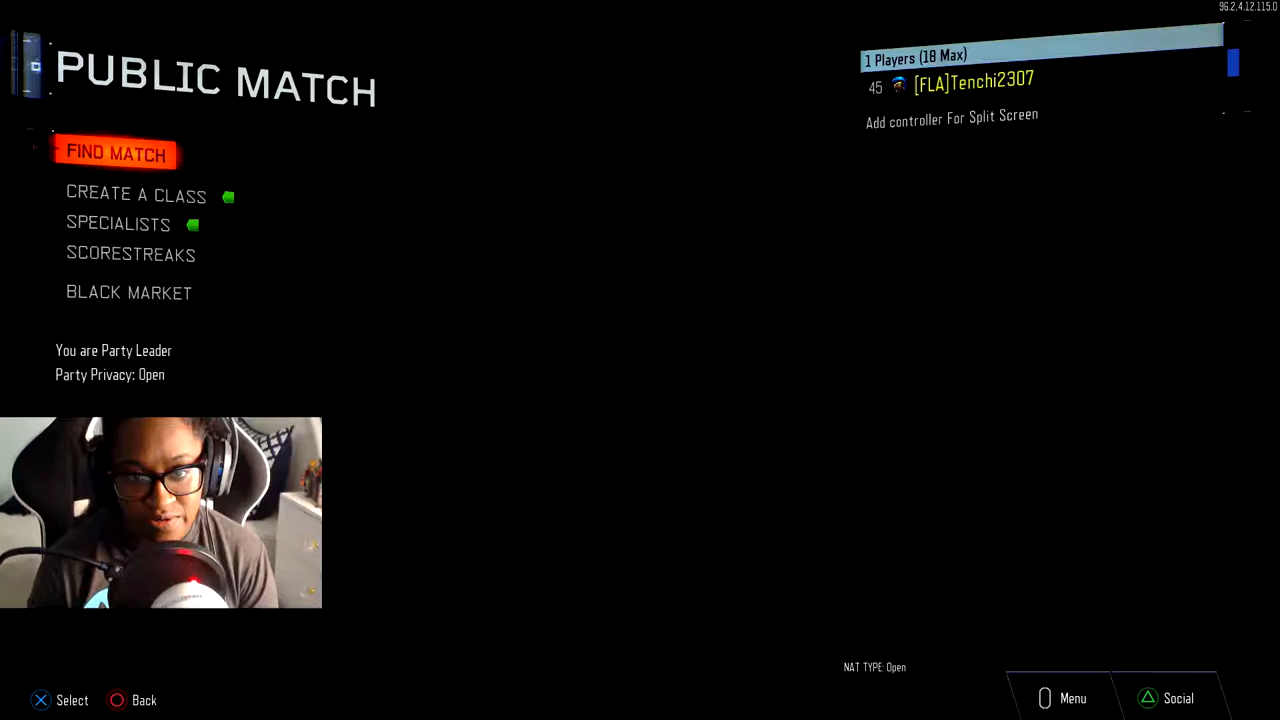 96.2.4.12.115.0
PUBLIC MATCH
1 Players (18 Max)
45 [FLA]Tenchi2307
Add controller For Split Screen
FIND MATCH
CREATE A CLASS
SPECIALISTS
SCORESTREAKS
BLACK MARKET
You are Party Leader
Party Privacy: Open
NAT TYPE: Open
Select
Back
Menu
Social